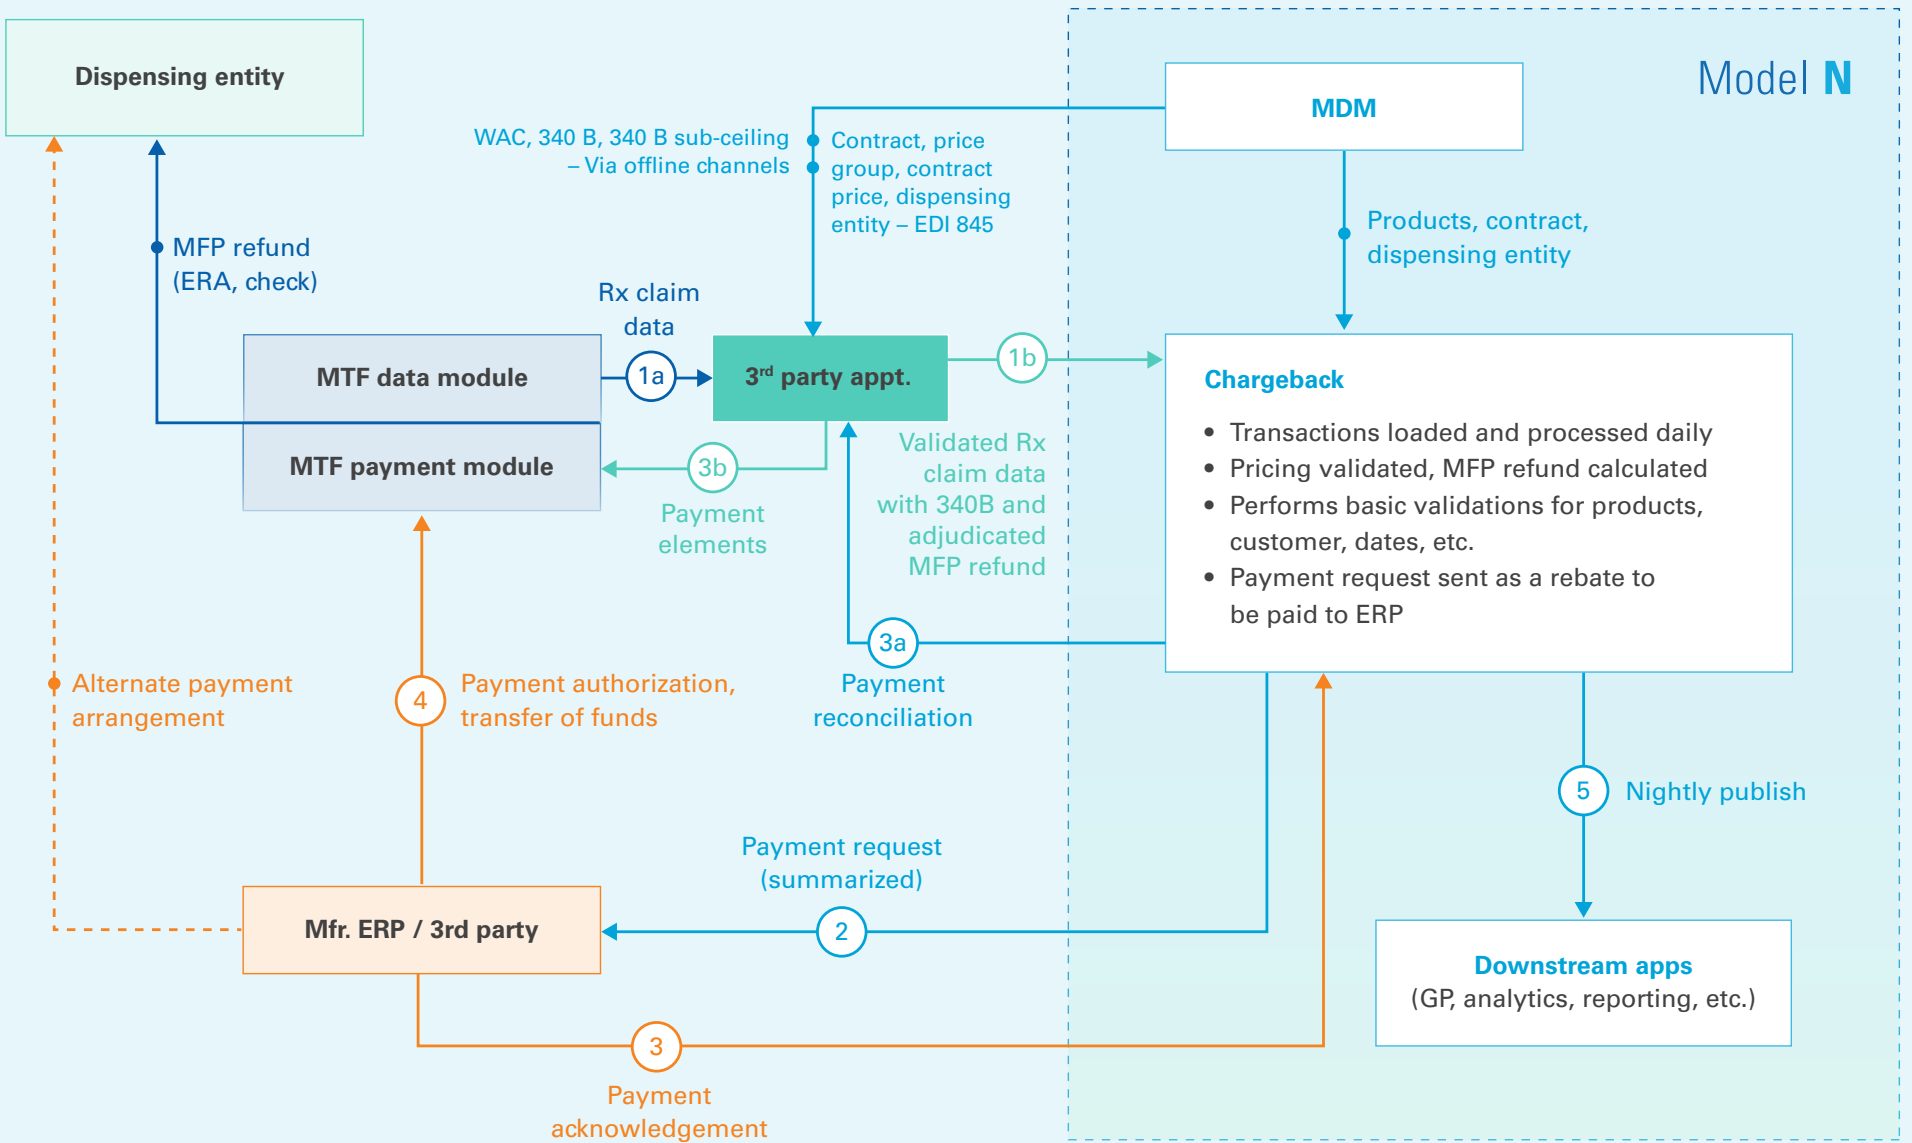 Dispensing entity
Model N
MDM
WAC, 340 B, 340 B sub-ceiling
– Via offline channels
Contract, price
group, contract
price, dispensing
entity – EDI 845
Products, contract,
dispensing entity
MFP refund
(ERA, check)
Rx claim
data
MTF data module
1a
3rd party appt.
1b
MTF payment module
3b
Payment
elements
Validated Rx
claim data
with 340B and
adjudicated
MFP refund
Chargeback
• Transactions loaded and processed daily
• Pricing validated, MFP refund calculated
• Performs basic validations for products,
customer, dates, etc.
• Payment request sent as a rebate to
be paid to ERP
3a
Payment
reconciliation
Alternate payment
arrangement
4
Payment authorization,
transfer of funds
5
Nightly publish
Payment request
(summarized)
2
Mfr. ERP / 3rd party
Downstream apps
(GP, analytics, reporting, etc.)
3
Payment
acknowledgement